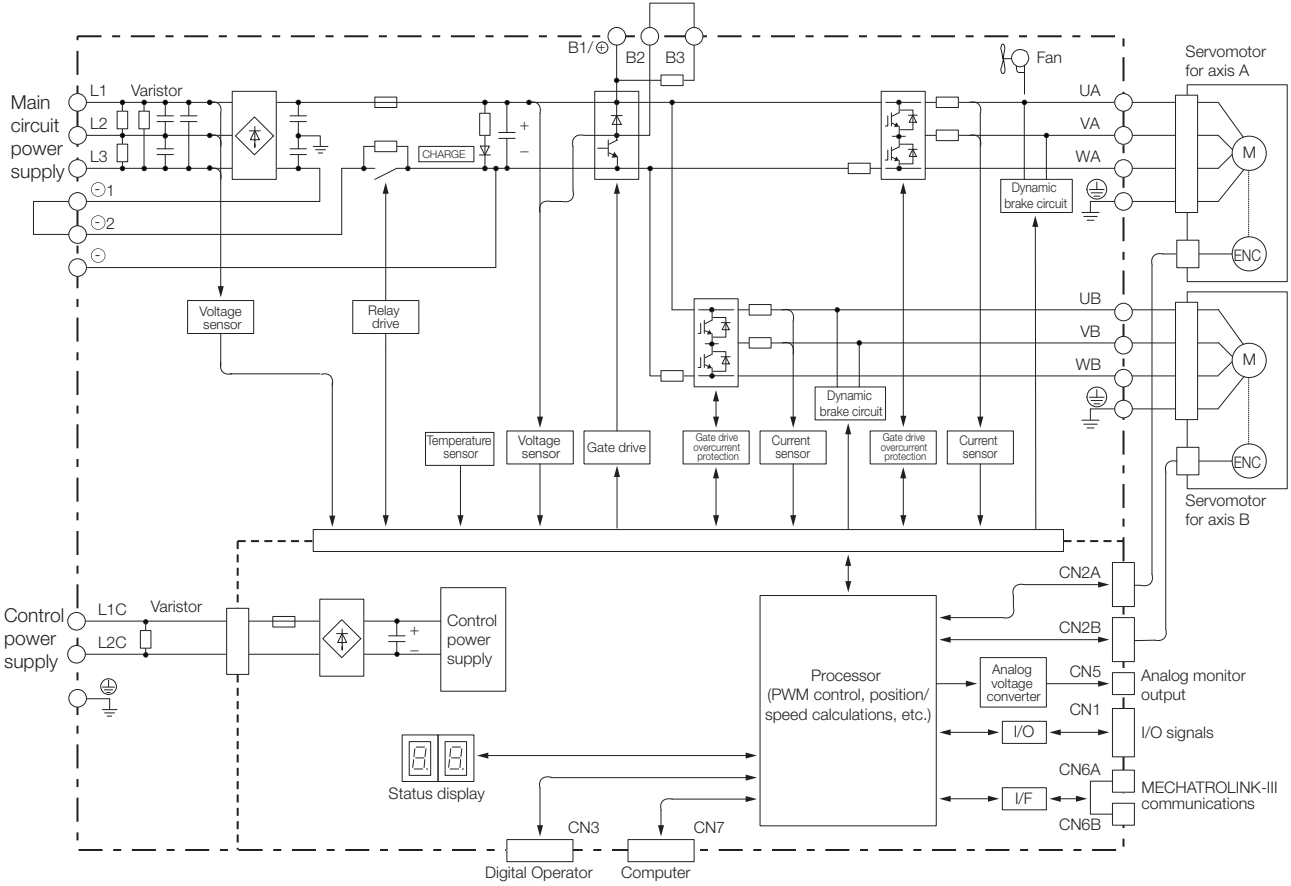 B1/⊕
B2
B3
Fan
Servomotor
for axis A
Main
circuit
power
supply
L1
Varistor
L2
L3
⊖1
⊖2
⊖
CHARGE
+
−
UA
VA
WA
M
ENC
Dynamic
brake circuit
Voltage
sensor
Relay
drive
UB
VB
WB
M
ENC
Dynamic
brake circuit
Temperature
sensor
Voltage
sensor
Gate drive
Gate drive
overcurrent
protection
Current
sensor
Gate drive
overcurrent
protection
Current
sensor
Servomotor
for axis B
Control
power
supply
L1C
Varistor
L2C
+
−
Control
power
supply
Processor
(PWM control, position/
speed calculations, etc.)
CN2A
CN2B
Analog
voltage
converter
CN5
Analog monitor
output
CN1
I/O
I/O signals
CN6A
I/F
MECHATROLINK-III
communications
CN6B
8.
8.
Status display
CN3
CN7
Digital Operator
Computer